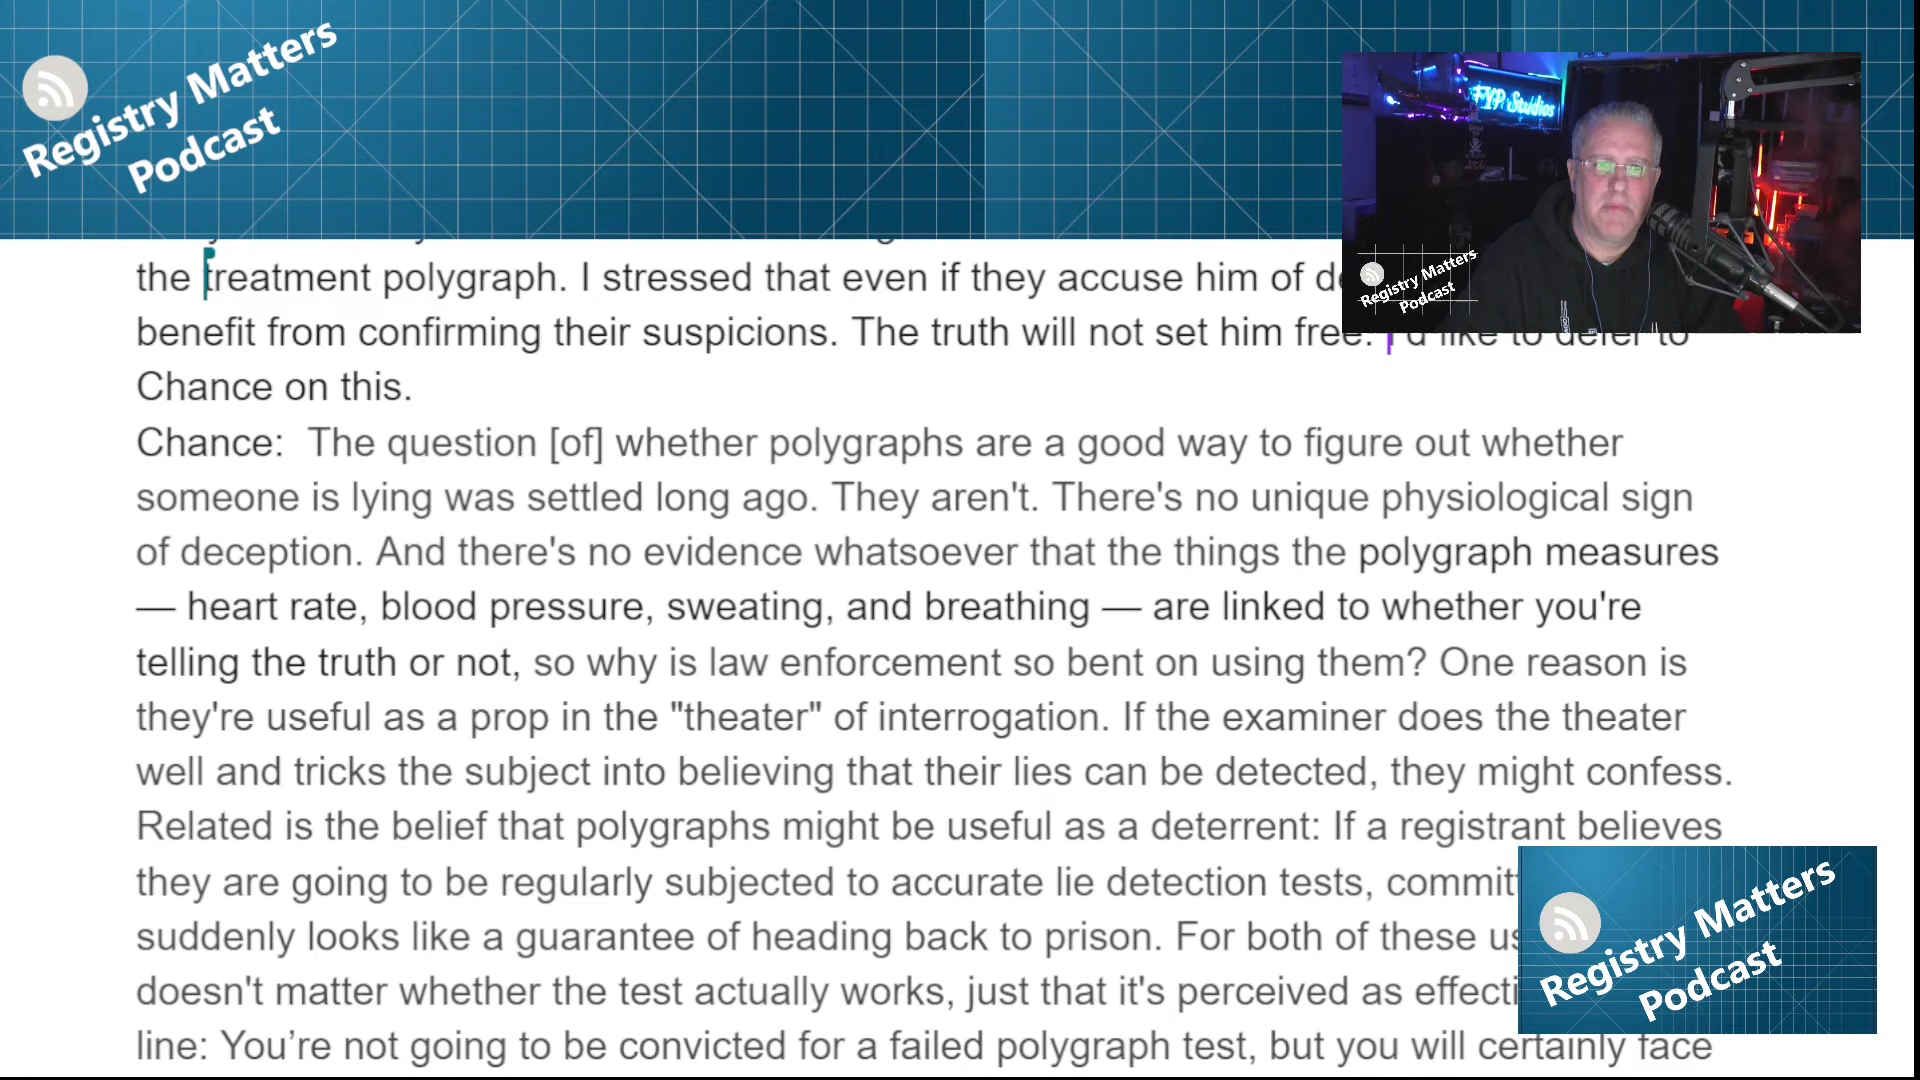 Registry Matters
Podcast
FYP Studios
Registry Matters
Podcast
the treatment polygraph. I stressed that even if they accuse him of
benefit from confirming their suspicions. The truth will not set him free. I'd like to defer to
Chance on this.
Chance: The question [of] whether polygraphs are a good way to figure out whether
someone is lying was settled long ago. They aren't. There's no unique physiological sign
of deception. And there's no evidence whatsoever that the things the polygraph measures
— heart rate, blood pressure, sweating, and breathing — are linked to whether you're
telling the truth or not, so why is law enforcement so bent on using them? One reason is
they're useful as a prop in the "theater" of interrogation. If the examiner does the theater
well and tricks the subject into believing that their lies can be detected, they might confess.
Related is the belief that polygraphs might be useful as a deterrent: If a registrant believes
they are going to be regularly subjected to accurate lie detection tests,
suddenly looks like a guarantee of heading back to prison. For both of these
doesn't matter whether the test actually works, just that it's perceived as
line: You’re not going to be convicted for a failed polygraph test, but you will certainly face
Registry Matters
Podcast